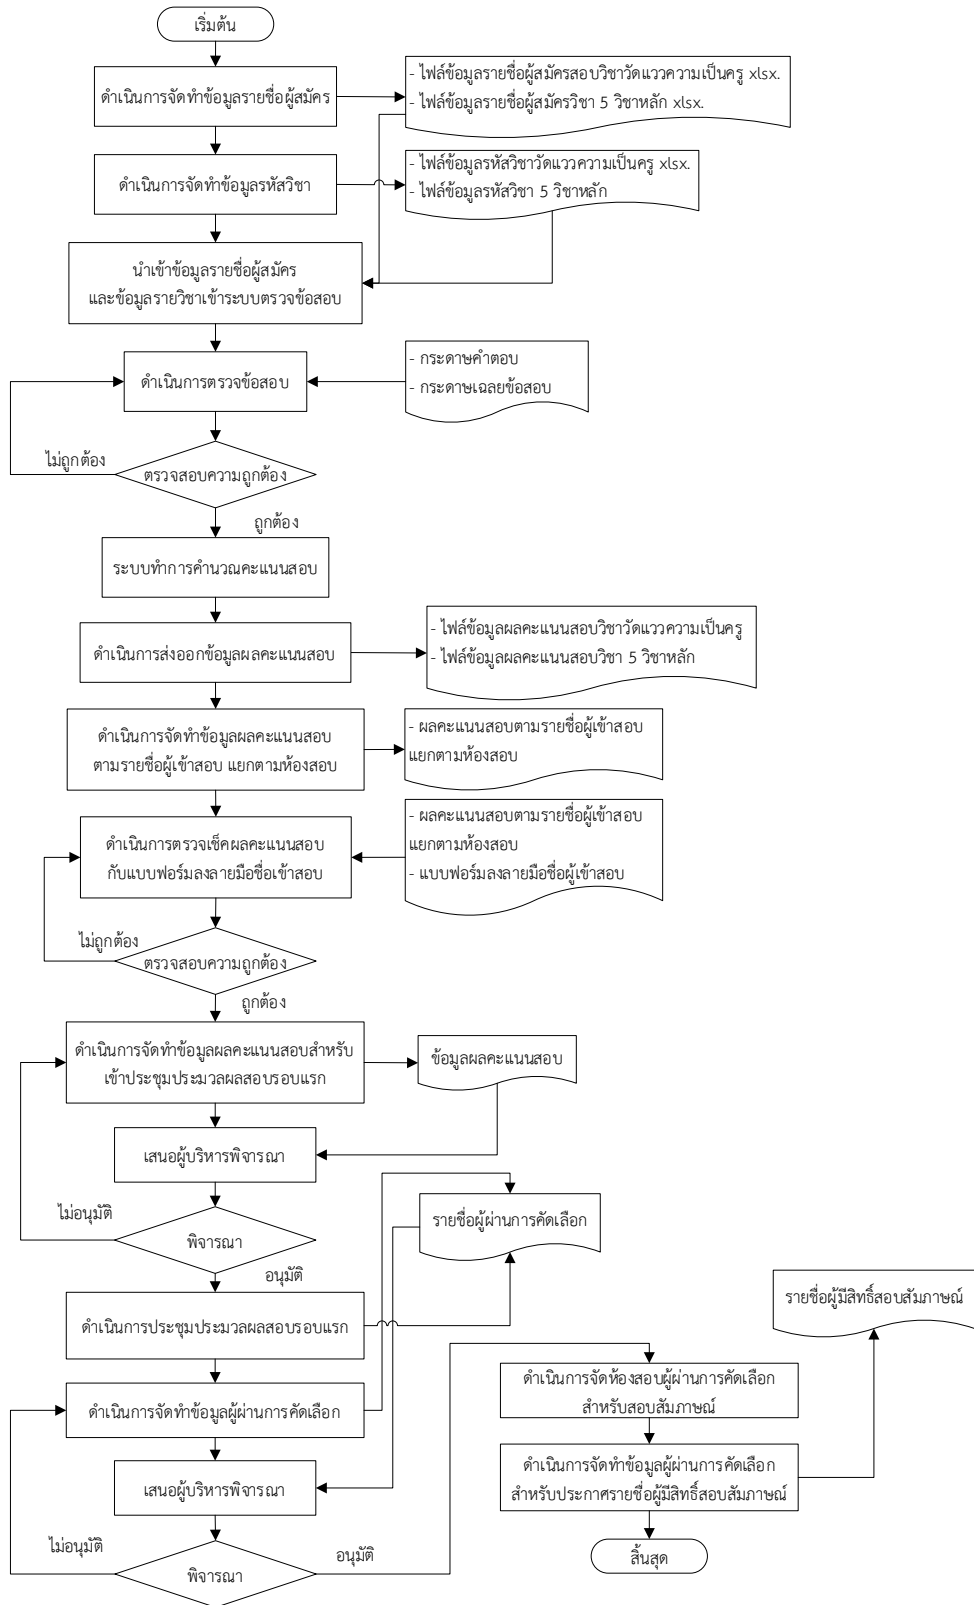 เริ่มต้น
ดำเนินการจัดทำข้อมูลรายชื่อผู้สมัคร
- ไฟล์ข้อมูลรายชื่อผู้สมัครสอบวิชาวัดแววความเป็นครู xlsx.
- ไฟล์ข้อมูลรายชื่อผู้สมัครวิชา 5 วิชาหลัก xlsx.
ดำเนินการจัดทำข้อมูลรหัสวิชา
- ไฟล์ข้อมูลรหัสวิชาวัดแววความเป็นครู xlsx.
- ไฟล์ข้อมูลรหัสวิชา 5 วิชาหลัก
นำเข้าข้อมูลรายชื่อผู้สมัคร
และข้อมูลรายวิชาเข้าระบบตรวจข้อสอบ
ดำเนินการตรวจข้อสอบ
- กระดาษคำตอบ
- กระดาษเฉลยข้อสอบ
ไม่ถูกต้อง
ตรวจสอบความถูกต้อง
ถูกต้อง
ระบบทำการคำนวณคะแนนสอบ
ดำเนินการส่งออกข้อมูลผลคะแนนสอบ
- ไฟล์ข้อมูลผลคะแนนสอบวิชาวัดแววความเป็นครู
- ไฟล์ข้อมูลผลคะแนนสอบวิชา 5 วิชาหลัก
ดำเนินการจัดทำข้อมูลผลคะแนนสอบ
ตามรายชื่อผู้เข้าสอบ แยกตามห้องสอบ
- ผลคะแนนสอบตามรายชื่อผู้เข้าสอบ
แยกตามห้องสอบ
ดำเนินการตรวจเช็คผลคะแนนสอบ
กับแบบฟอร์มลงลายมือชื่อเข้าสอบ
- ผลคะแนนสอบตามรายชื่อผู้เข้าสอบ
แยกตามห้องสอบ
- แบบฟอร์มลงลายมือชื่อผู้เข้าสอบ
ไม่ถูกต้อง
ตรวจสอบความถูกต้อง
ถูกต้อง
ดำเนินการจัดทำข้อมูลผลคะแนนสอบสำหรับ
เข้าประชุมประมวลผลสอบรอบแรก
ข้อมูลผลคะแนนสอบ
เสนอผู้บริหารพิจารณา
ไม่อนุมัติ
พิจารณา
อนุมัติ
รายชื่อผู้ผ่านการคัดเลือก
ดำเนินการประชุมประมวลผลสอบรอบแรก
รายชื่อผู้มีสิทธิ์สอบสัมภาษณ์
ดำเนินการจัดทำข้อมูลผู้ผ่านการคัดเลือก
ดำเนินการจัดห้องสอบผู้ผ่านการคัดเลือก
สำหรับสอบสัมภาษณ์
เสนอผู้บริหารพิจารณา
ดำเนินการจัดทำข้อมูลผู้ผ่านการคัดเลือก
สำหรับประกาศรายชื่อผู้มีสิทธิ์สอบสัมภาษณ์
ไม่อนุมัติ
พิจารณา
อนุมัติ
สิ้นสุด